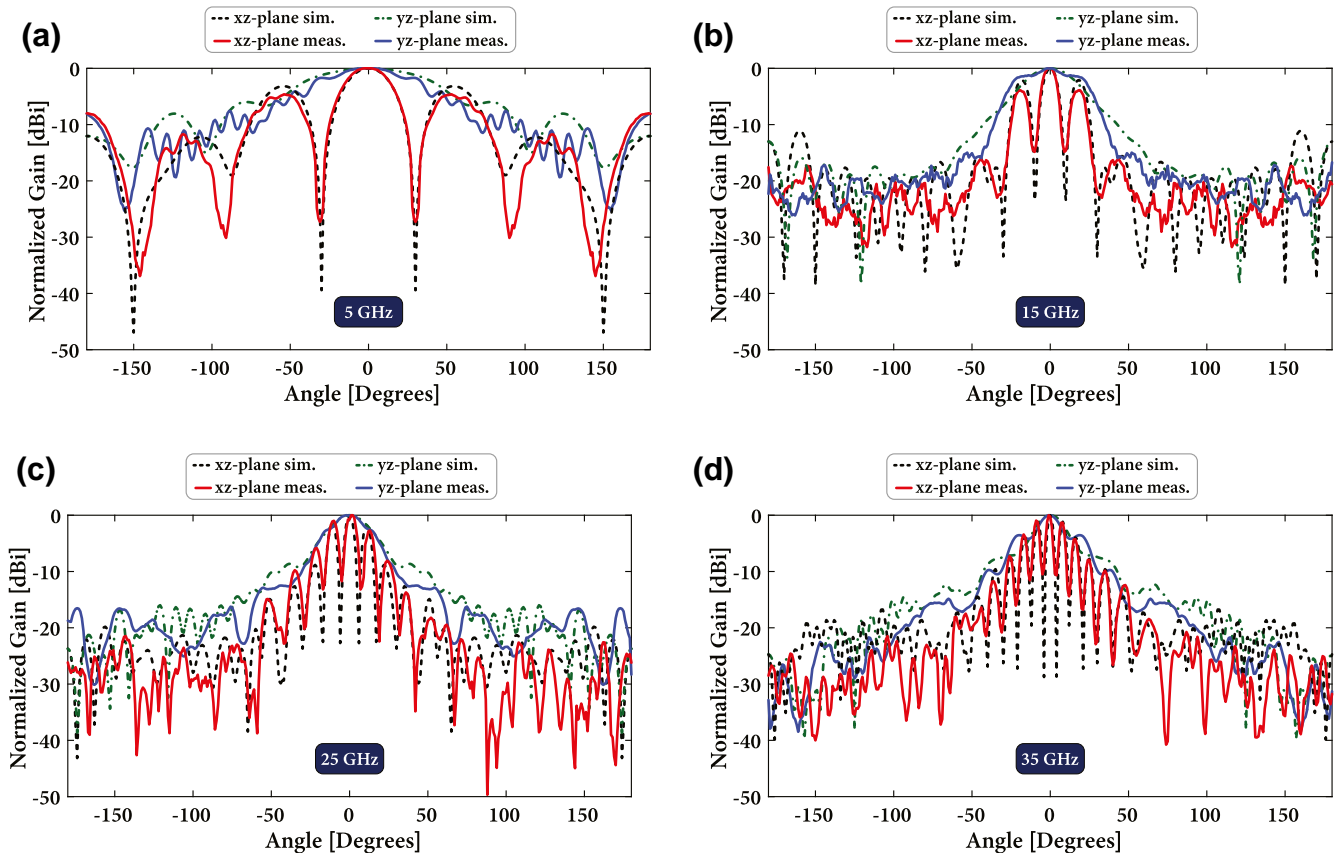 (a)
xz-plane sim. yz-plane sim.
xz-plane meas. yz-plane meas.
Normalized Gain [dBi]
0
-10
-20
-30
-40
-50
5 GHz
-150 -100 -50 0 50 100 150
Angle [Degrees]
(b)
xz-plane sim. yz-plane sim.
xz-plane meas. yz-plane meas.
Normalized Gain [dBi]
0
-10
-20
-30
-40
-50
15 GHz
-150 -100 -50 0 50 100 150
Angle [Degrees]
(c)
xz-plane sim. yz-plane sim.
xz-plane meas. yz-plane meas.
Normalized Gain [dBi]
0
-10
-20
-30
-40
-50
25 GHz
-150 -100 -50 0 50 100 150
Angle [Degrees]
(d)
xz-plane sim. yz-plane sim.
xz-plane meas. yz-plane meas.
Normalized Gain [dBi]
0
-10
-20
-30
-40
-50
35 GHz
-150 -100 -50 0 50 100 150
Angle [Degrees]